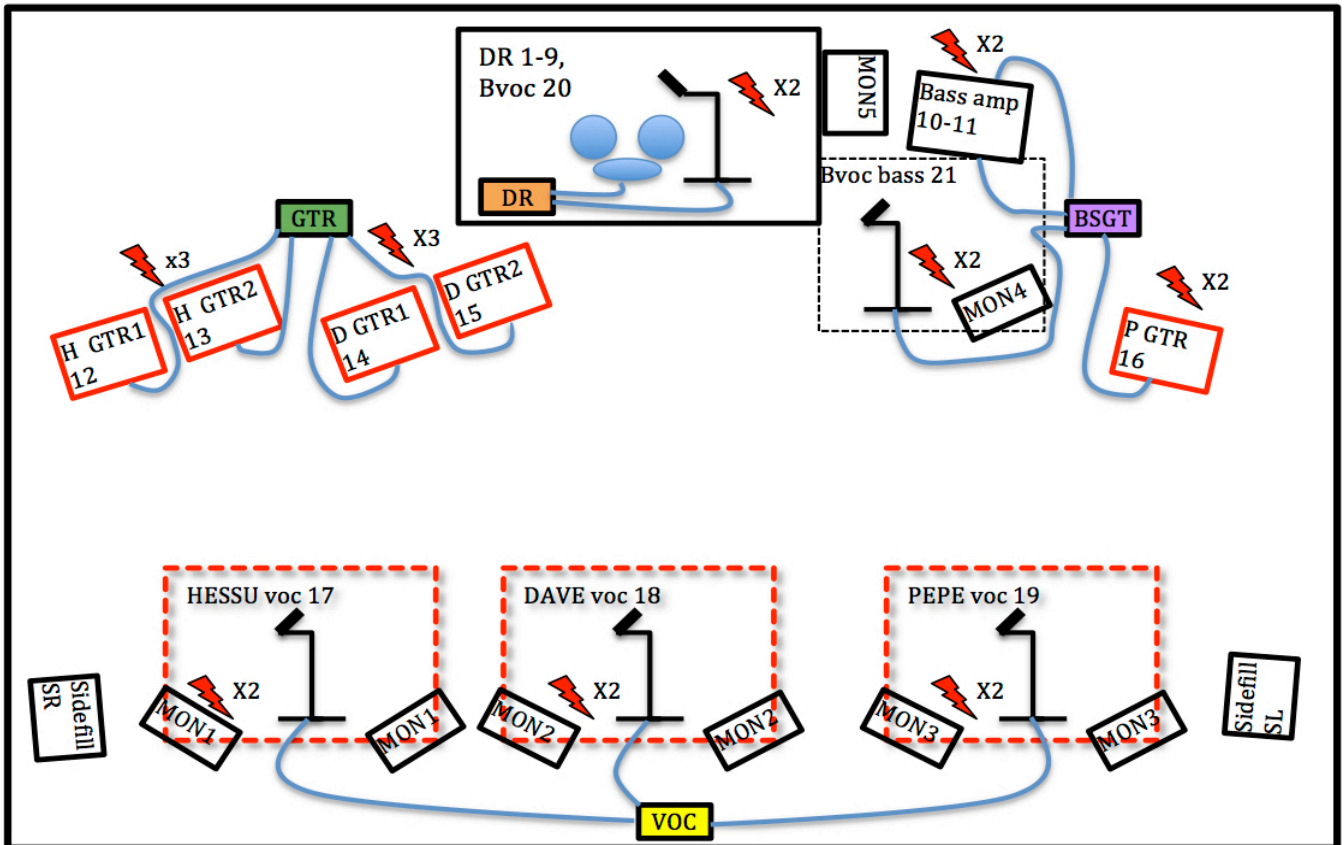 DR 1-9,
Bvoc 20
X2
MON5
X2
Bass amp
10-11
DR
Bvoc bass 21
BSGT
GTR
x3
X3
H GTR1
12
H GTR2
13
D GTR1
14
D GTR2
15
X2
MON4
X2
P GTR
16
HESSU voc 17
DAVE voc 18
PEPE voc 19
Sidefill
SR
X2
MON1
MON1
X2
MON2
MON2
X2
MON3
MON3
Sidefill
SL
VOC